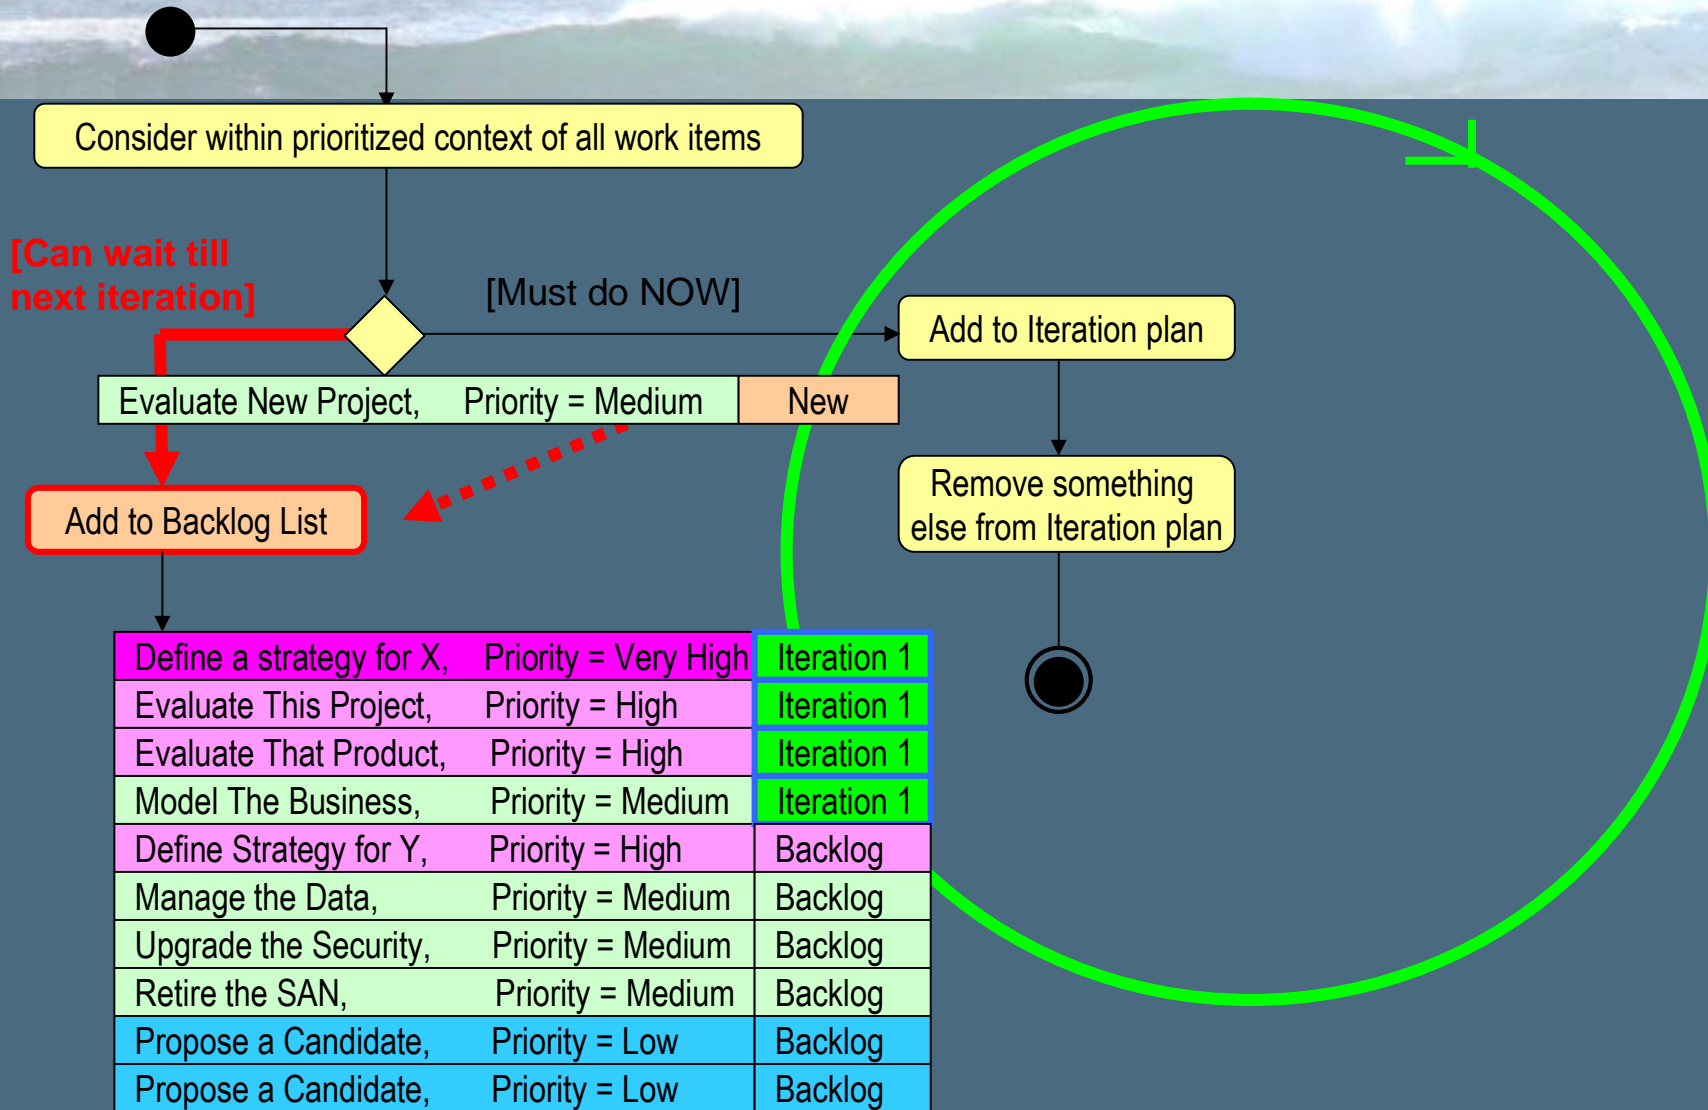 Consider within prioritized context of all work items
[Can wait till
next iteration]
[Must do NOW]
Add to Iteration plan
Evaluate New Project, Priority = Medium New
Remove something
else from Iteration plan
Add to Backlog List
Define a strategy for X, Priority = Very High Iteration 1
Evaluate This Project, Priority = High Iteration 1
Evaluate That Product, Priority = High Iteration 1
Model The Business, Priority = Medium Iteration 1
Define Strategy for Y, Priority = High Backlog
Manage the Data, Priority = Medium Backlog
Upgrade the Security, Priority = Medium Backlog
Retire the SAN, Priority = Medium Backlog
Propose a Candidate, Priority = Low Backlog
Propose a Candidate, Priority = Low Backlog